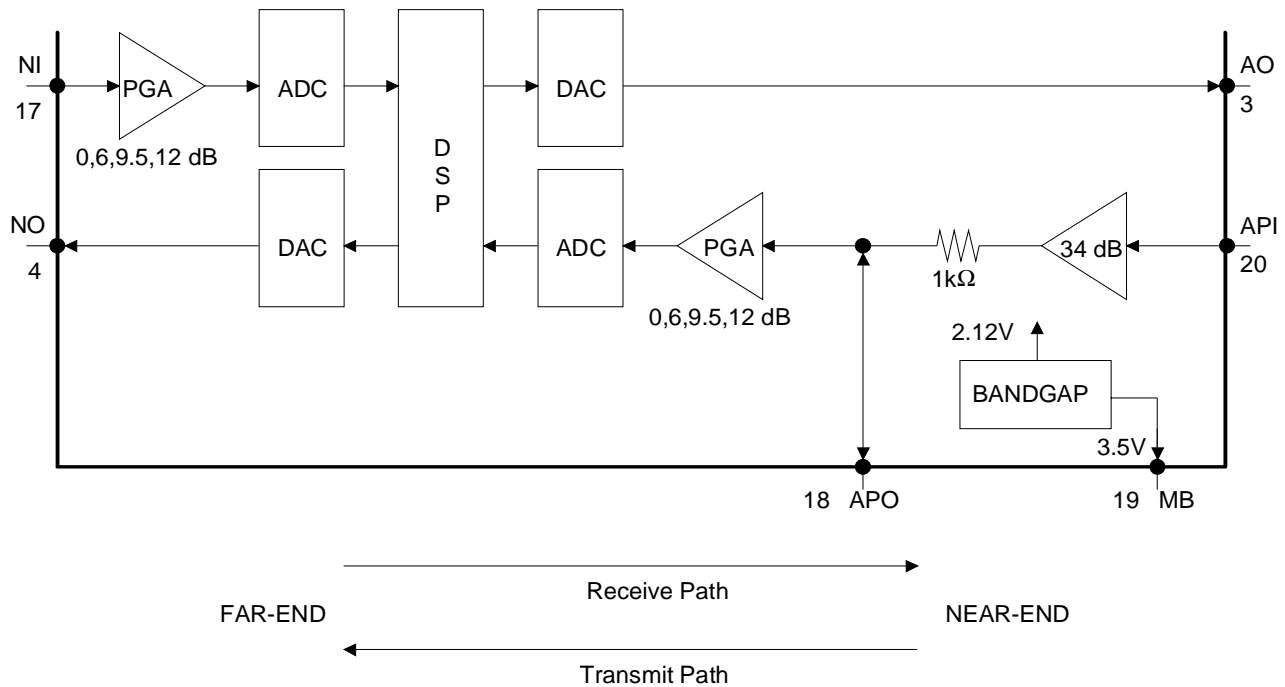 NI
17
PGA
0,6,9.5,12 dB
ADC
D
S
P
DAC
AO
3
NO
4
DAC
ADC
PGA
0,6,9.5,12 dB
1kΩ
34 dB
API
20
2.12V
BANDGAP
3.5V
18 APO
19 MB
Receive Path
FAR-END
NEAR-END
Transmit Path